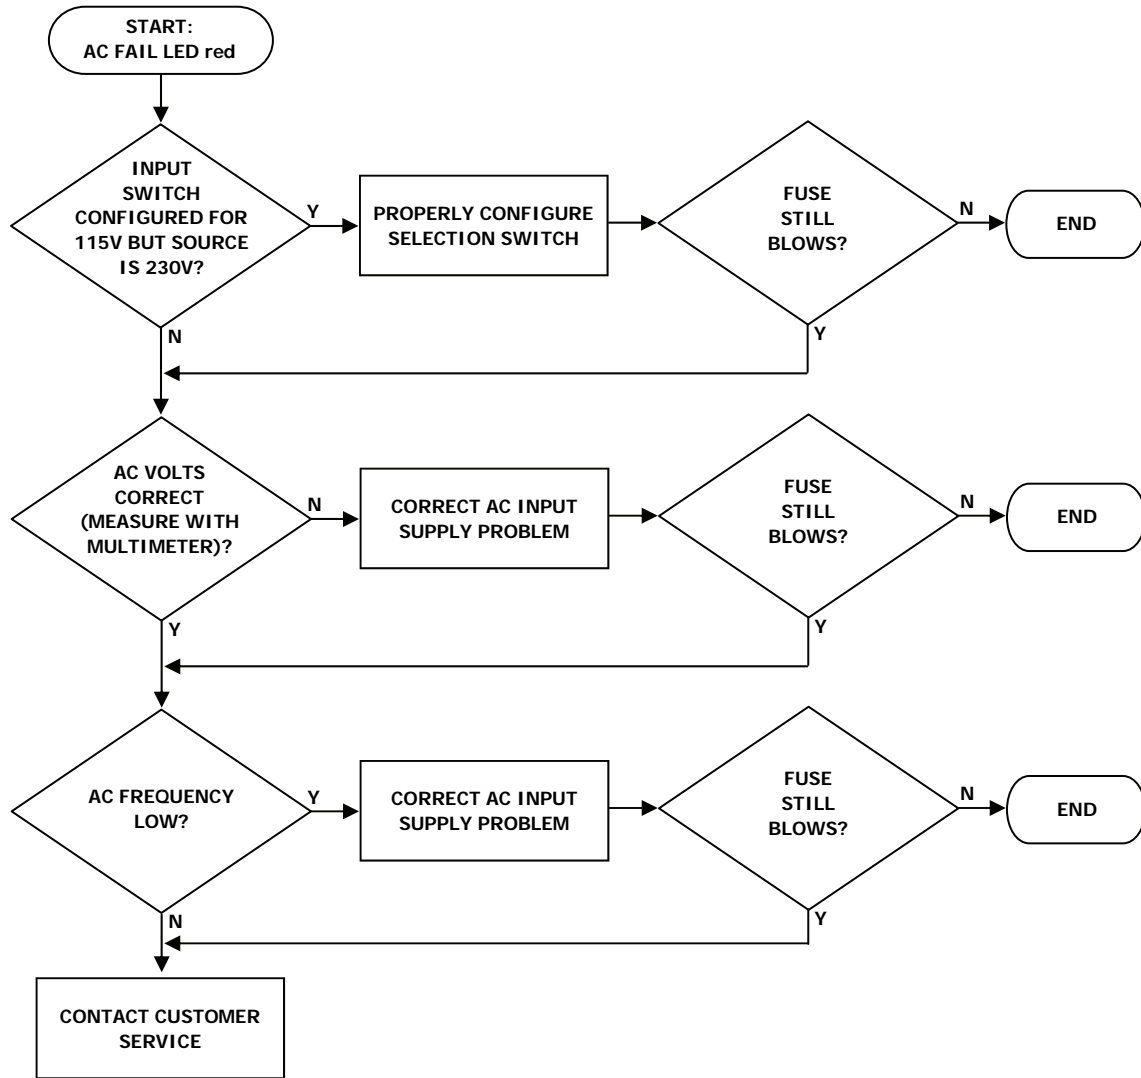 START:
AC FAIL LED red
INPUT
SWITCH
CONFIGURED FOR
115V BUT SOURCE
IS 230V?
Y
PROPERLY CONFIGURE
SELECTION SWITCH
FUSE
STILL
BLOWS?
N
END
N
Y
AC VOLTS
CORRECT
(MEASURE WITH
MULTIMETER)?
N
CORRECT AC INPUT
SUPPLY PROBLEM
FUSE
STILL
BLOWS?
N
END
Y
Y
AC FREQUENCY
LOW?
Y
CORRECT AC INPUT
SUPPLY PROBLEM
FUSE
STILL
BLOWS?
N
END
N
Y
CONTACT CUSTOMER
SERVICE